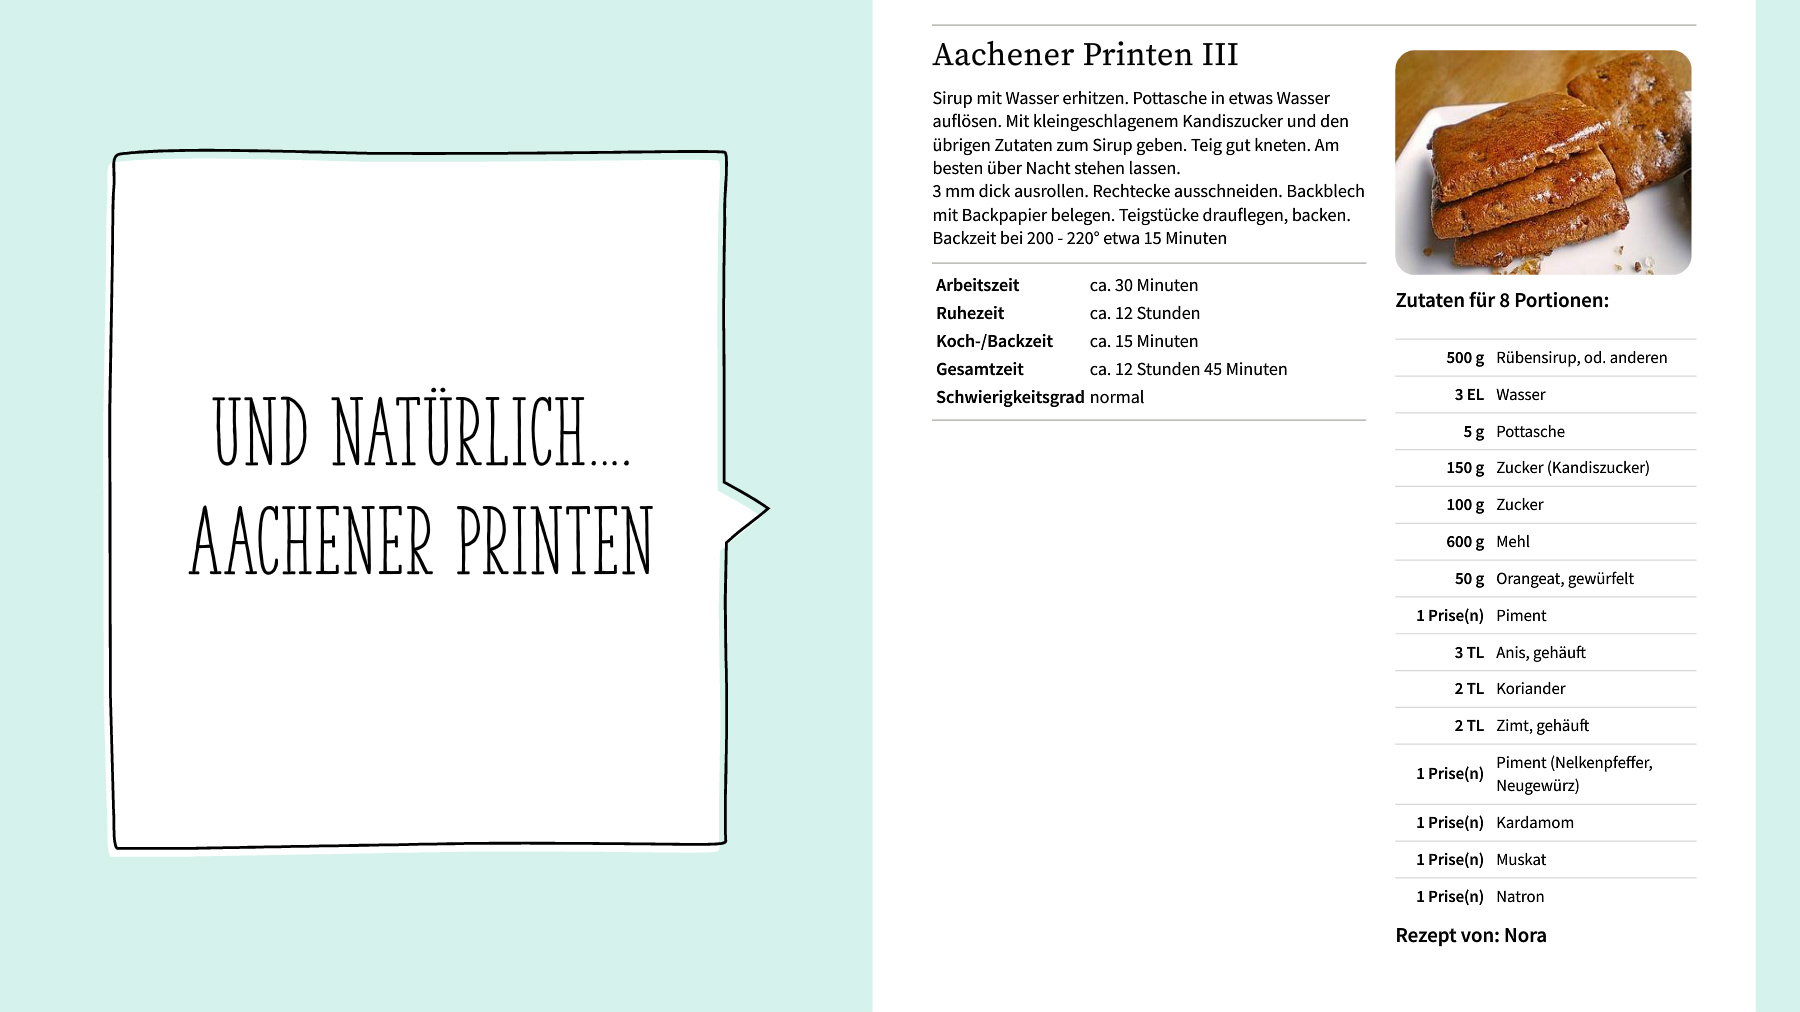 UND NATÜRLICH....
AACHENER PRINTEN
Aachener Printen III
Sirup mit Wasser erhitzen. Pottasche in etwas Wasser
auflösen. Mit kleingeschlagenem Kandiszucker und den
übrigen Zutaten zum Sirup geben. Teig gut kneten. Am
besten über Nacht stehen lassen.
3 mm dick ausrollen. Rechtecke ausschneiden. Backblech
mit Backpapier belegen. Teigstücke drauflegen, backen.
Backzeit bei 200 - 220° etwa 15 Minuten
Arbeitszeit ca. 30 Minuten
Ruhezeit ca. 12 Stunden
Koch-/Backzeit ca. 15 Minuten
Gesamtzeit ca. 12 Stunden 45 Minuten
Schwierigkeitsgrad normal
Zutaten für 8 Portionen:
500 g Rübensirup, od. anderen
3 EL Wasser
5 g Pottasche
150 g Zucker (Kandiszucker)
100 g Zucker
600 g Mehl
50 g Orangeat, gewürfelt
1 Prise(n) Piment
3 TL Anis, gehäuft
2 TL Koriander
2 TL Zimt, gehäuft
1 Prise(n) Piment (Nelkenpfeffer,
Neugewürz)
1 Prise(n) Kardamom
1 Prise(n) Muskat
1 Prise(n) Natron
Rezept von: Nora